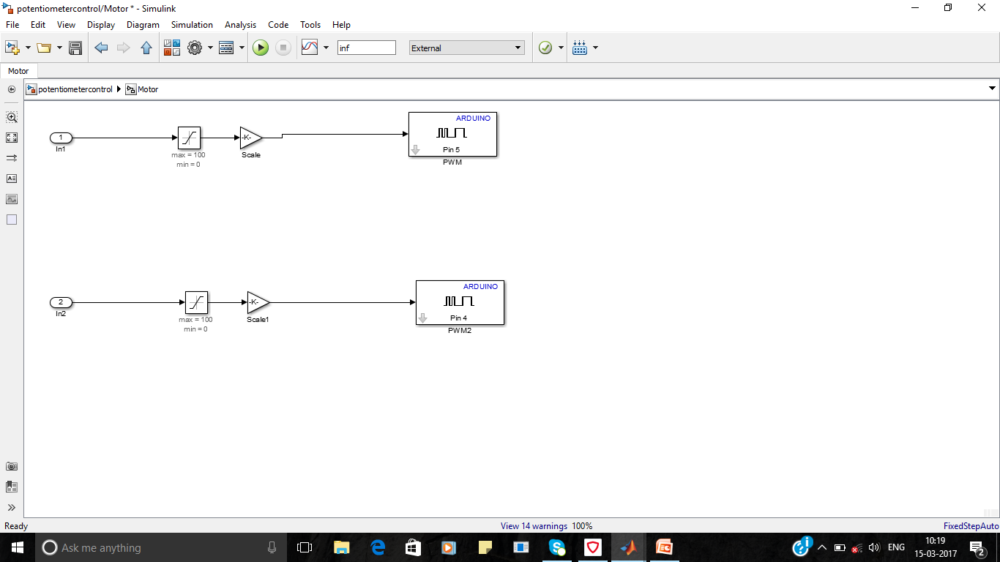 potentiometercontrol/Motor * - Simulink
File Edit View Display Diagram Simulation Analysis Code Tools Help
inf External
Motor
potentiometercontrol Motor
ARDUINO
1
-K-
In1
Pin 5
Scale
max = 100
min = 0
PWM
ARDUINO
2
-K-
In2
Pin 4
Scale1
max = 100
min = 0
PWM2
Ready View 14 warnings 100% FixedStepAuto
Ask me anything
ENG
10:19
15-03-2017
2